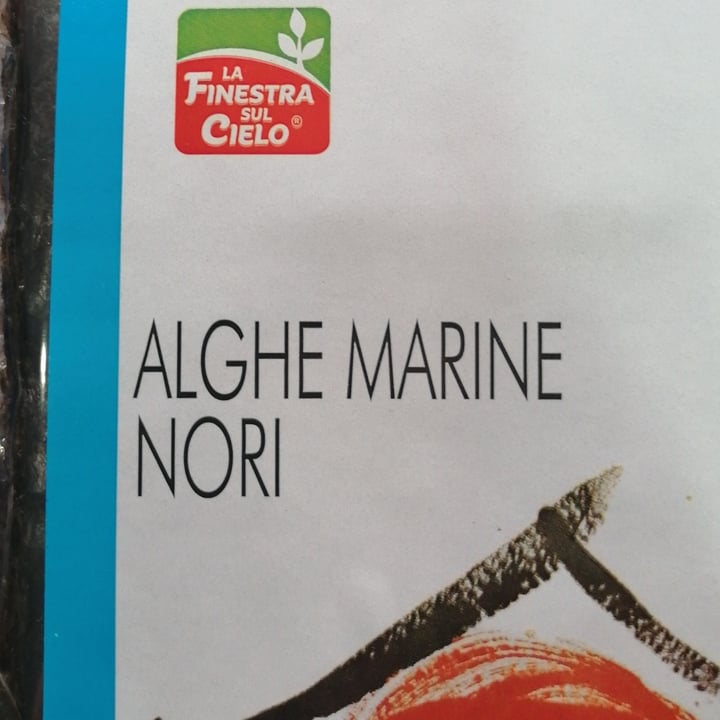 LA
FINESTRA
SUL
CIELO®
ALGHE MARINE
NORI